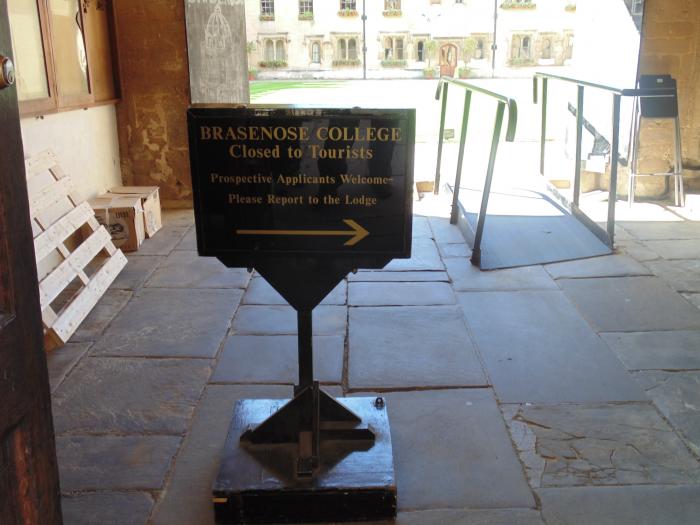 BRASENOSE COLLEGE
Closed to Tourists
Prospective Applicants Welcome
Please Report to the Lodge